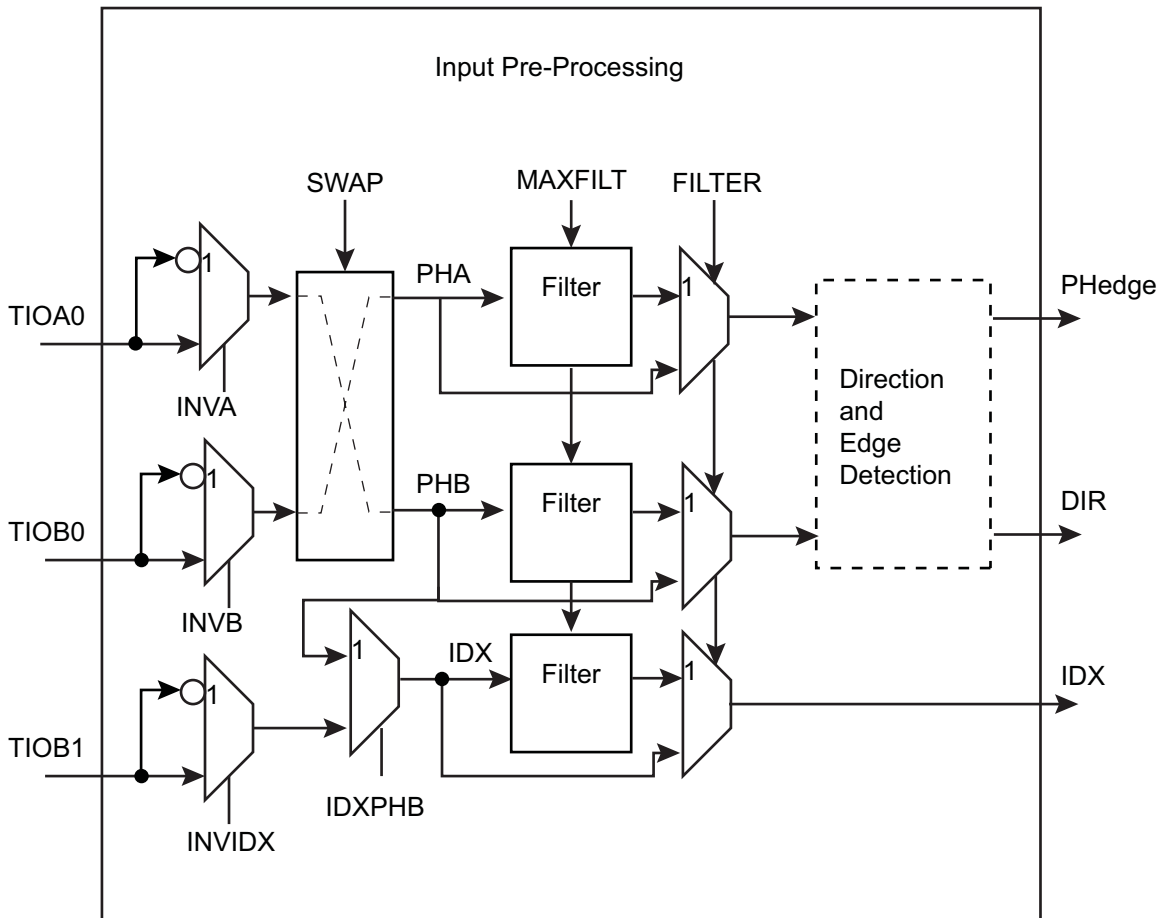 Input Pre-Processing
SWAP
MAXFILT
FILTER
1
PHA
Filter
1
PHedge
TIOA0
INVA
Direction
and
Edge
Detection
1
PHB
Filter
1
DIR
TIOB0
INVB
1
IDX
Filter
1
IDX
1
TIOB1
IDXPHB
INVIDX